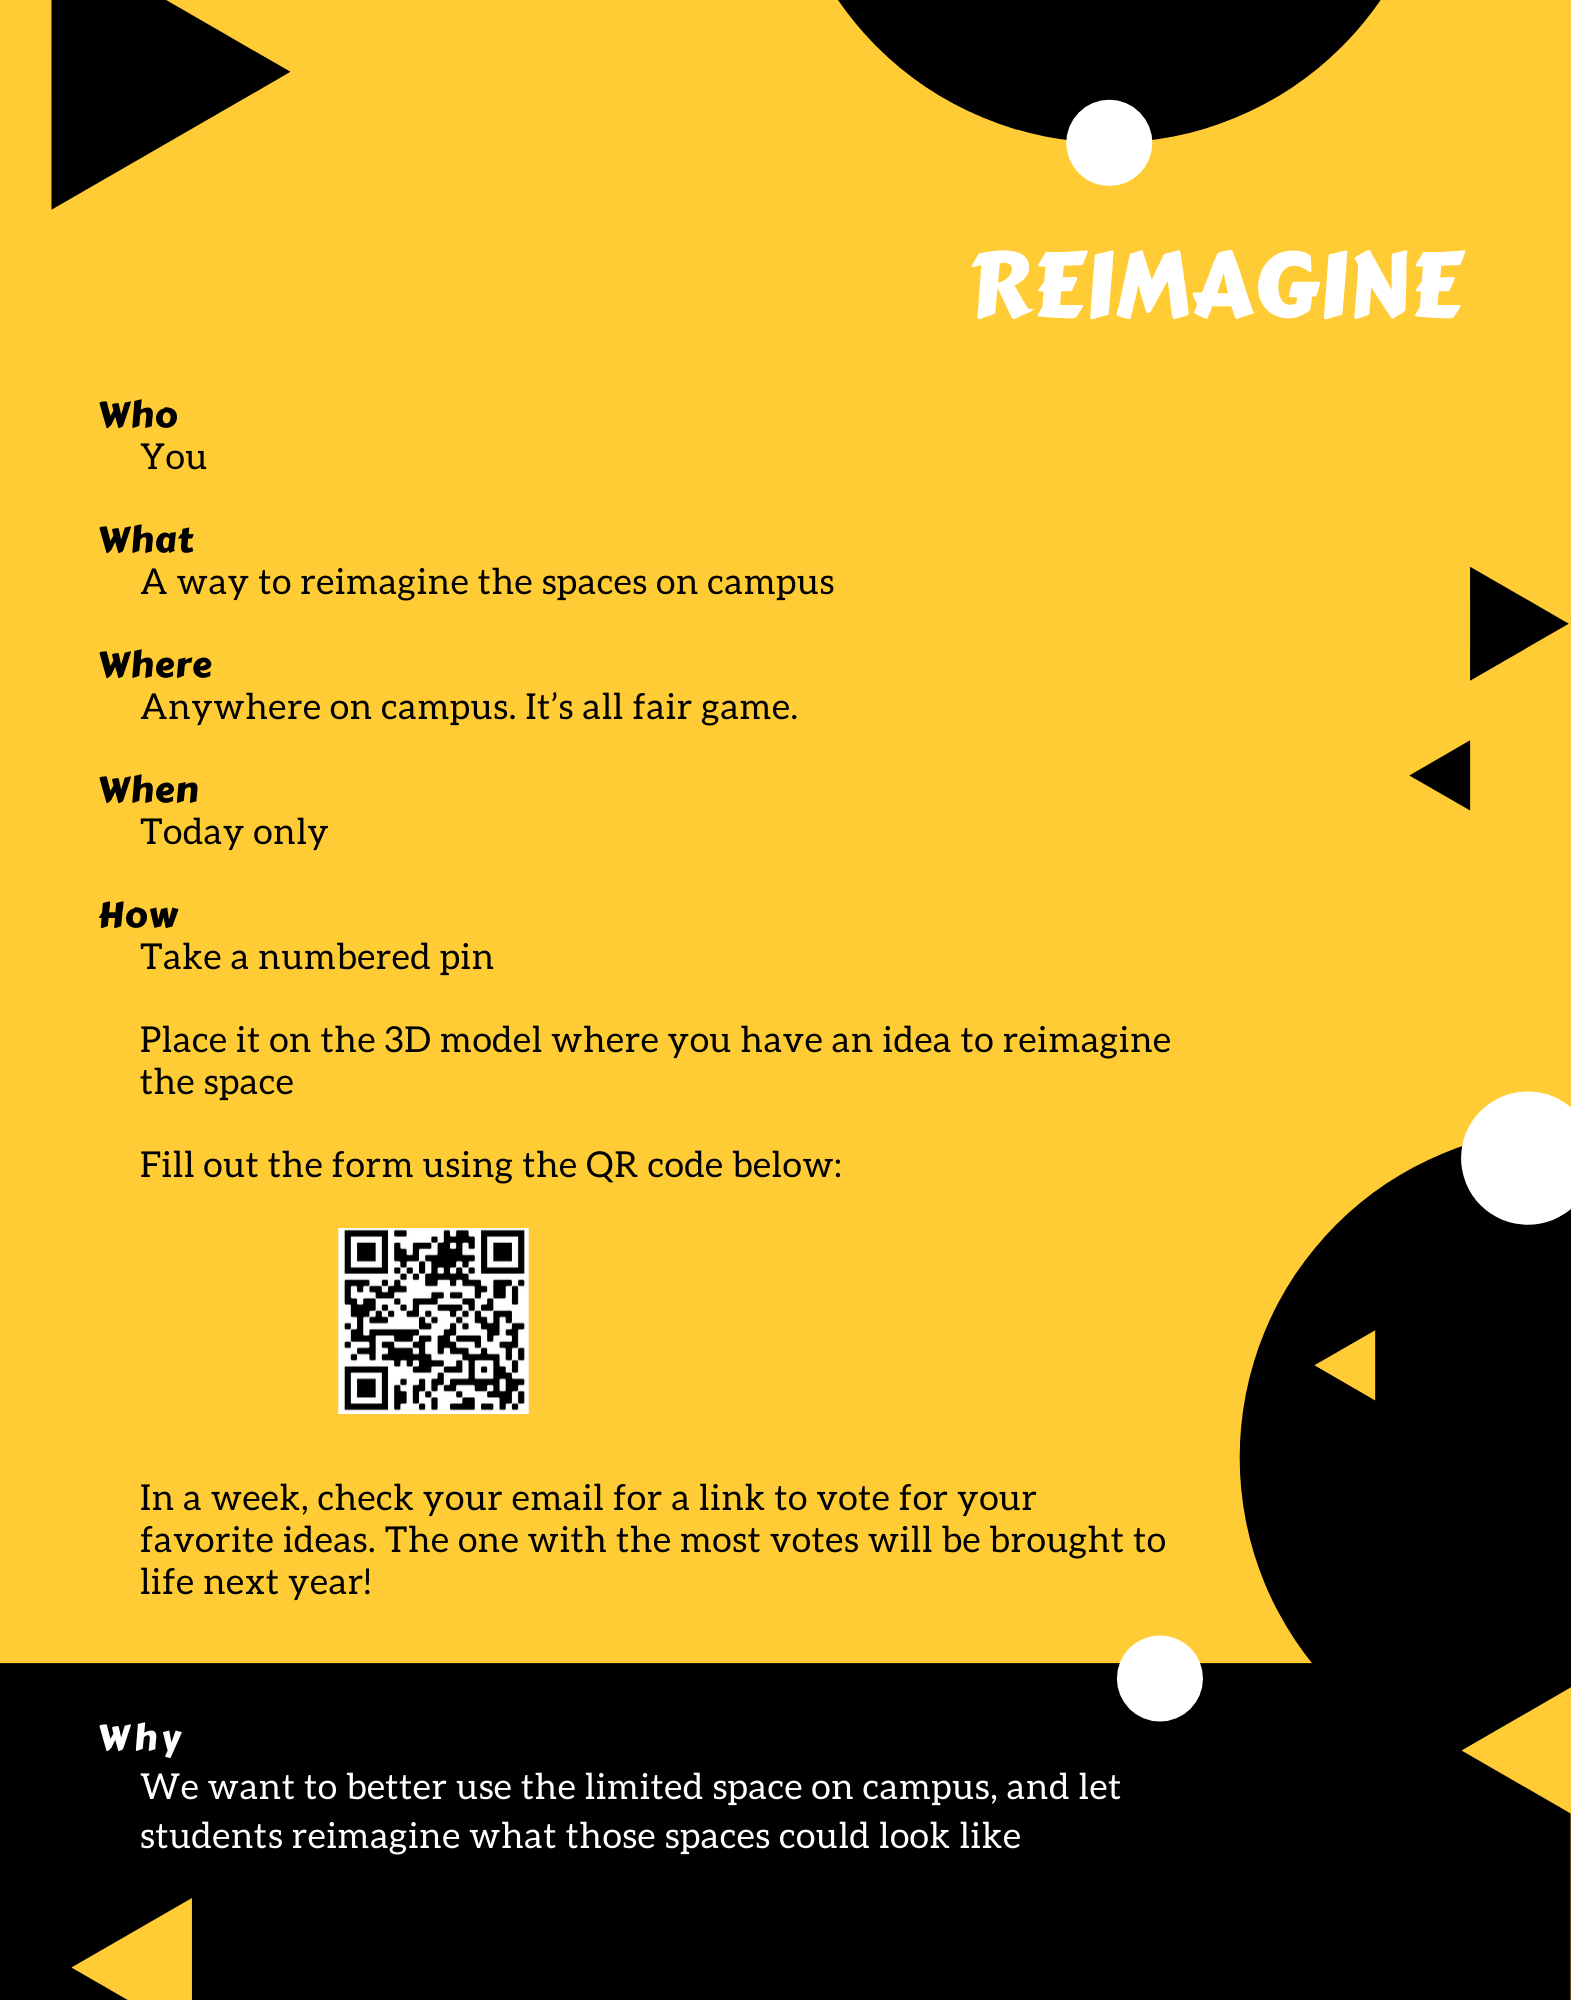 REIMAGINE
Who
You
What
A way to reimagine the spaces on campus
Where
Anywhere on campus. It’s all fair game.
When
Today only
How
Take a numbered pin
Place it on the 3D model where you have an idea to reimagine
the space
Fill out the form using the QR code below:
In a week, check your email for a link to vote for your
favorite ideas. The one with the most votes will be brought to
life next year!
Why
We want to better use the limited space on campus, and let
students reimagine what those spaces could look like